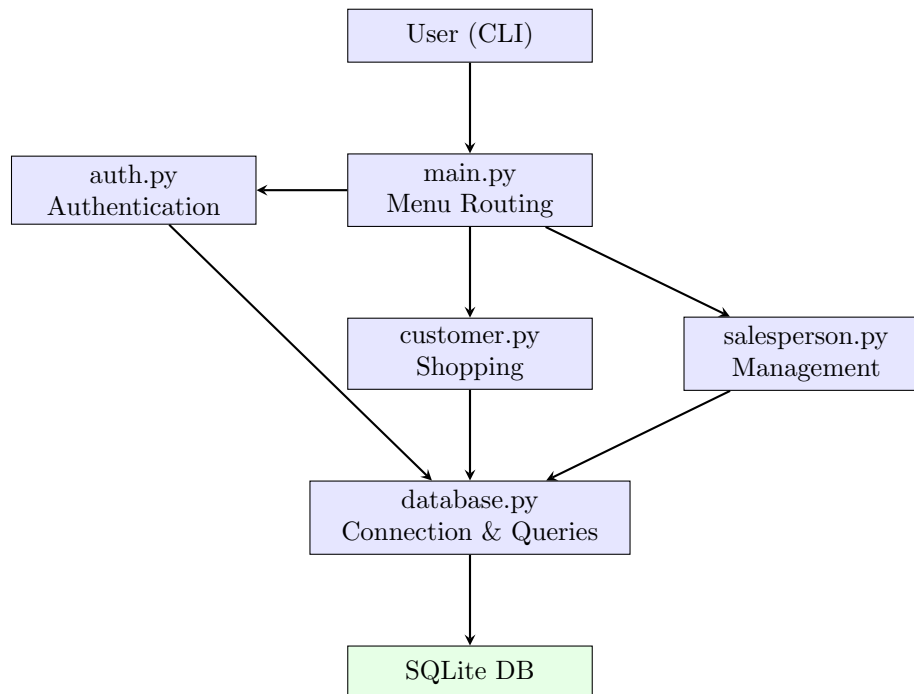 User (CLI)
auth.py
Authentication
main.py
Menu Routing
customer.py
Shopping
salesperson.py
Management
database.py
Connection & Queries
SQLite DB